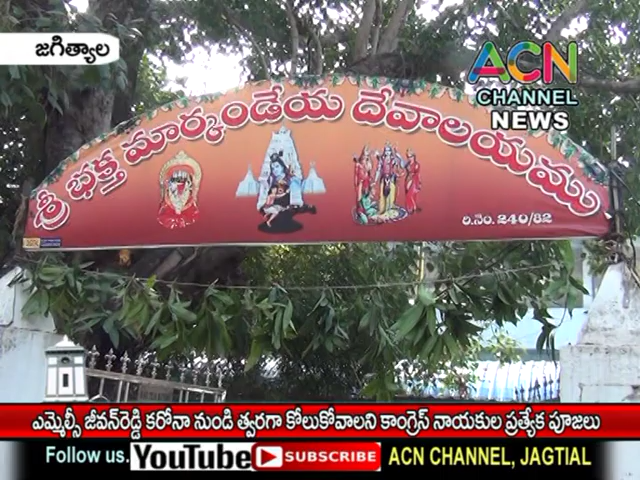 జగిత్యాల
ACN
CHANNEL
NEWS
శ్రీ భక్త మార్కండేయ దేవాలయము
రి.నెం. 240/82
ఎమ్మెల్సీ జీవన్‌రెడ్డి కరోనా నుండి త్వరగా కోలుకోవాలని కాంగ్రెస్ నాయకుల ప్రత్యేక పూజలు
Follow us. YouTube SUBSCRIBE ACN CHANNEL, JAGTIAL